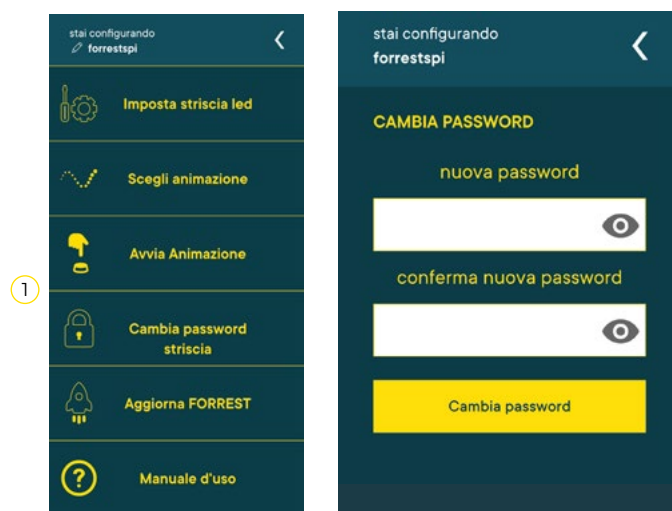 stai configurando
forrestspi
Imposta striscia led
Scegli animazione
Avvia Animazione
1
Cambia password
striscia
Aggiorna FORREST
?
Manuale d'uso
stai configurando
forrestspi
CAMBIA PASSWORD
nuova password
conferma nuova password
Cambia password